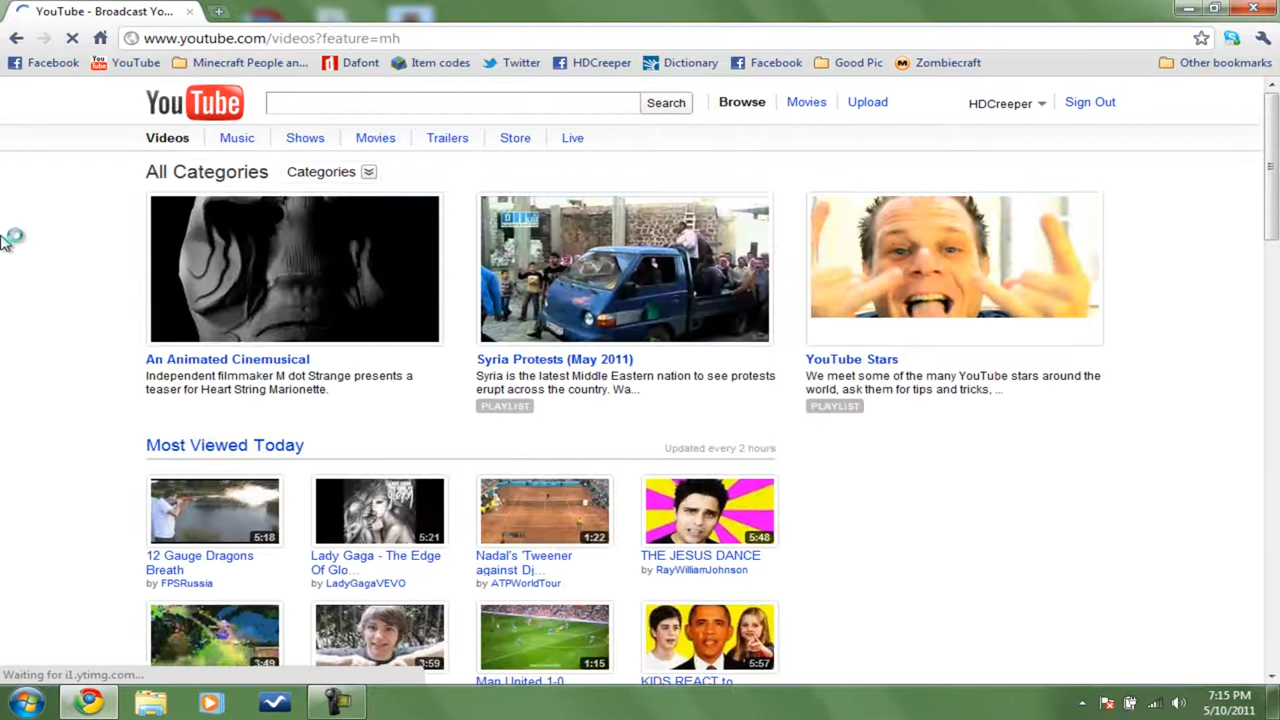 YouTube - Broadcast Yo...
www.youtube.com/videos?feature=mh
Facebook YouTube Minecraft People an... Dafont Item codes Twitter HDCreeper Dictionary Facebook Good Pic Zombiecraft Other bookmarks
YouTube Search Browse Movies Upload HDCreeper Sign Out
Videos Music Shows Movies Trailers Store Live
All Categories Categories
An Animated Cinemusical
Independent filmmaker M dot Strange presents a
teaser for Heart String Marionette.
Syria Protests (May 2011)
Syria is the latest Middle Eastern nation to see protests
erupt across the country. Wa...
PLAYLIST
YouTube Stars
We meet some of the many YouTube stars around the
world, ask them for tips and tricks, ...
PLAYLIST
Most Viewed Today Updated every 2 hours
5:18
12 Gauge Dragons
Breath
by FPSRussia
5:21
Lady Gaga - The Edge
Of Glo...
by LadyGagaVEVO
1:22
Nadal's 'Tweener
against Dj...
by ATPWorldTour
5:48
THE JESUS DANCE
by RayWilliamJohnson
3:49
3:59
1:15
Man United 1-0
5:57
KIDS REACT to
Waiting for i1.ytimg.com...
7:15 PM
5/10/2011